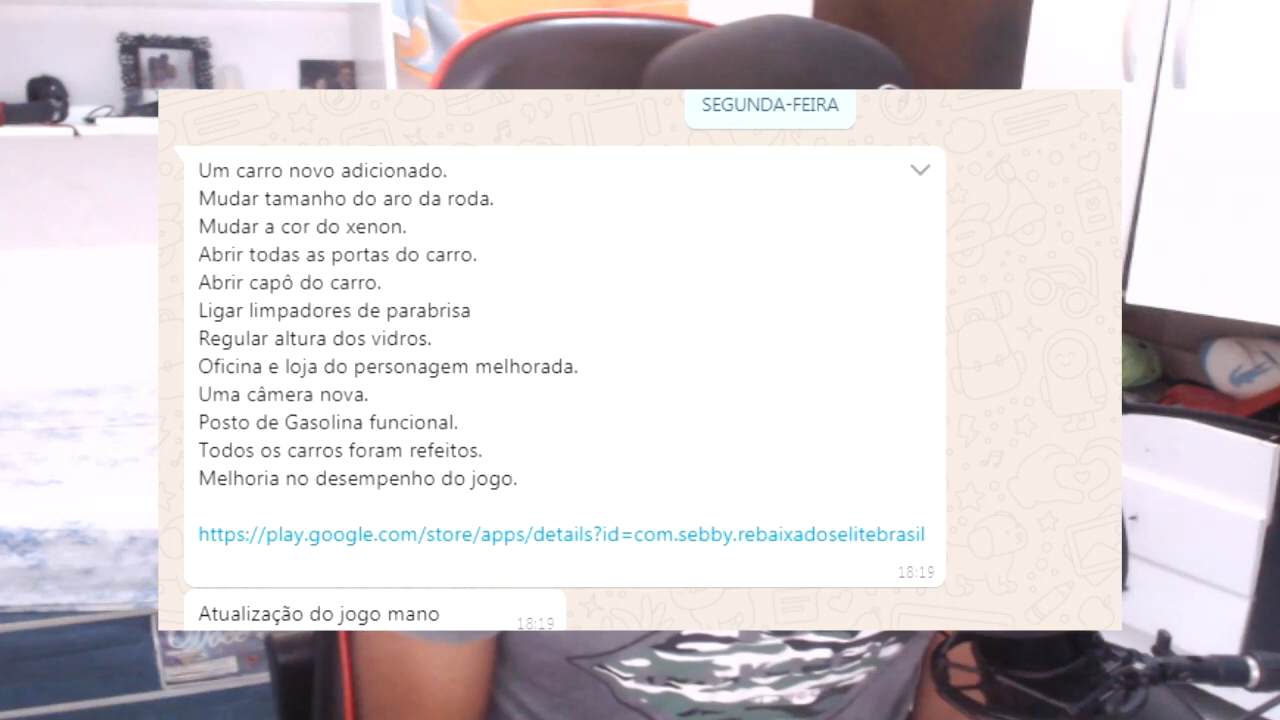 SEGUNDA-FEIRA
Um carro novo adicionado.
Mudar tamanho do aro da roda.
Mudar a cor do xenon.
Abrir todas as portas do carro.
Abrir capô do carro.
Ligar limpadores de parabrisa
Regular altura dos vidros.
Oficina e loja do personagem melhorada.
Uma câmera nova.
Posto de Gasolina funcional.
Todos os carros foram refeitos.
Melhoria no desempenho do jogo.
https://play.google.com/store/apps/details?id=com.sebby.rebaixadoselitebrasil
18:19
Atualização do jogo mano
18:19